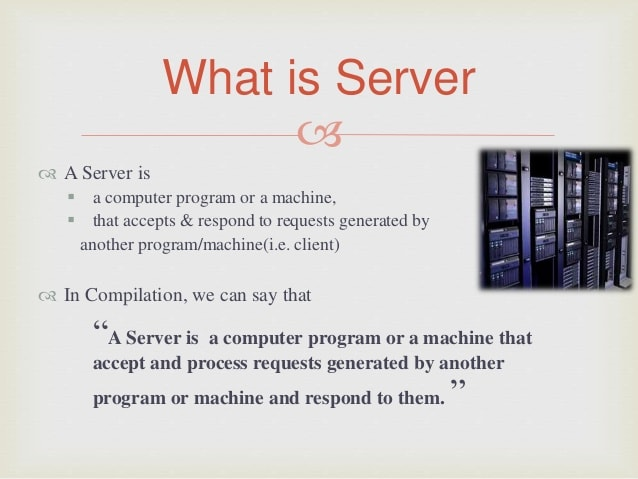 What is Server
A Server is
a computer program or a machine,
that accepts & respond to requests generated by
another program/machine(i.e. client)
In Compilation, we can say that
“A Server is a computer program or a machine that
accept and process requests generated by another
program or machine and respond to them. ”